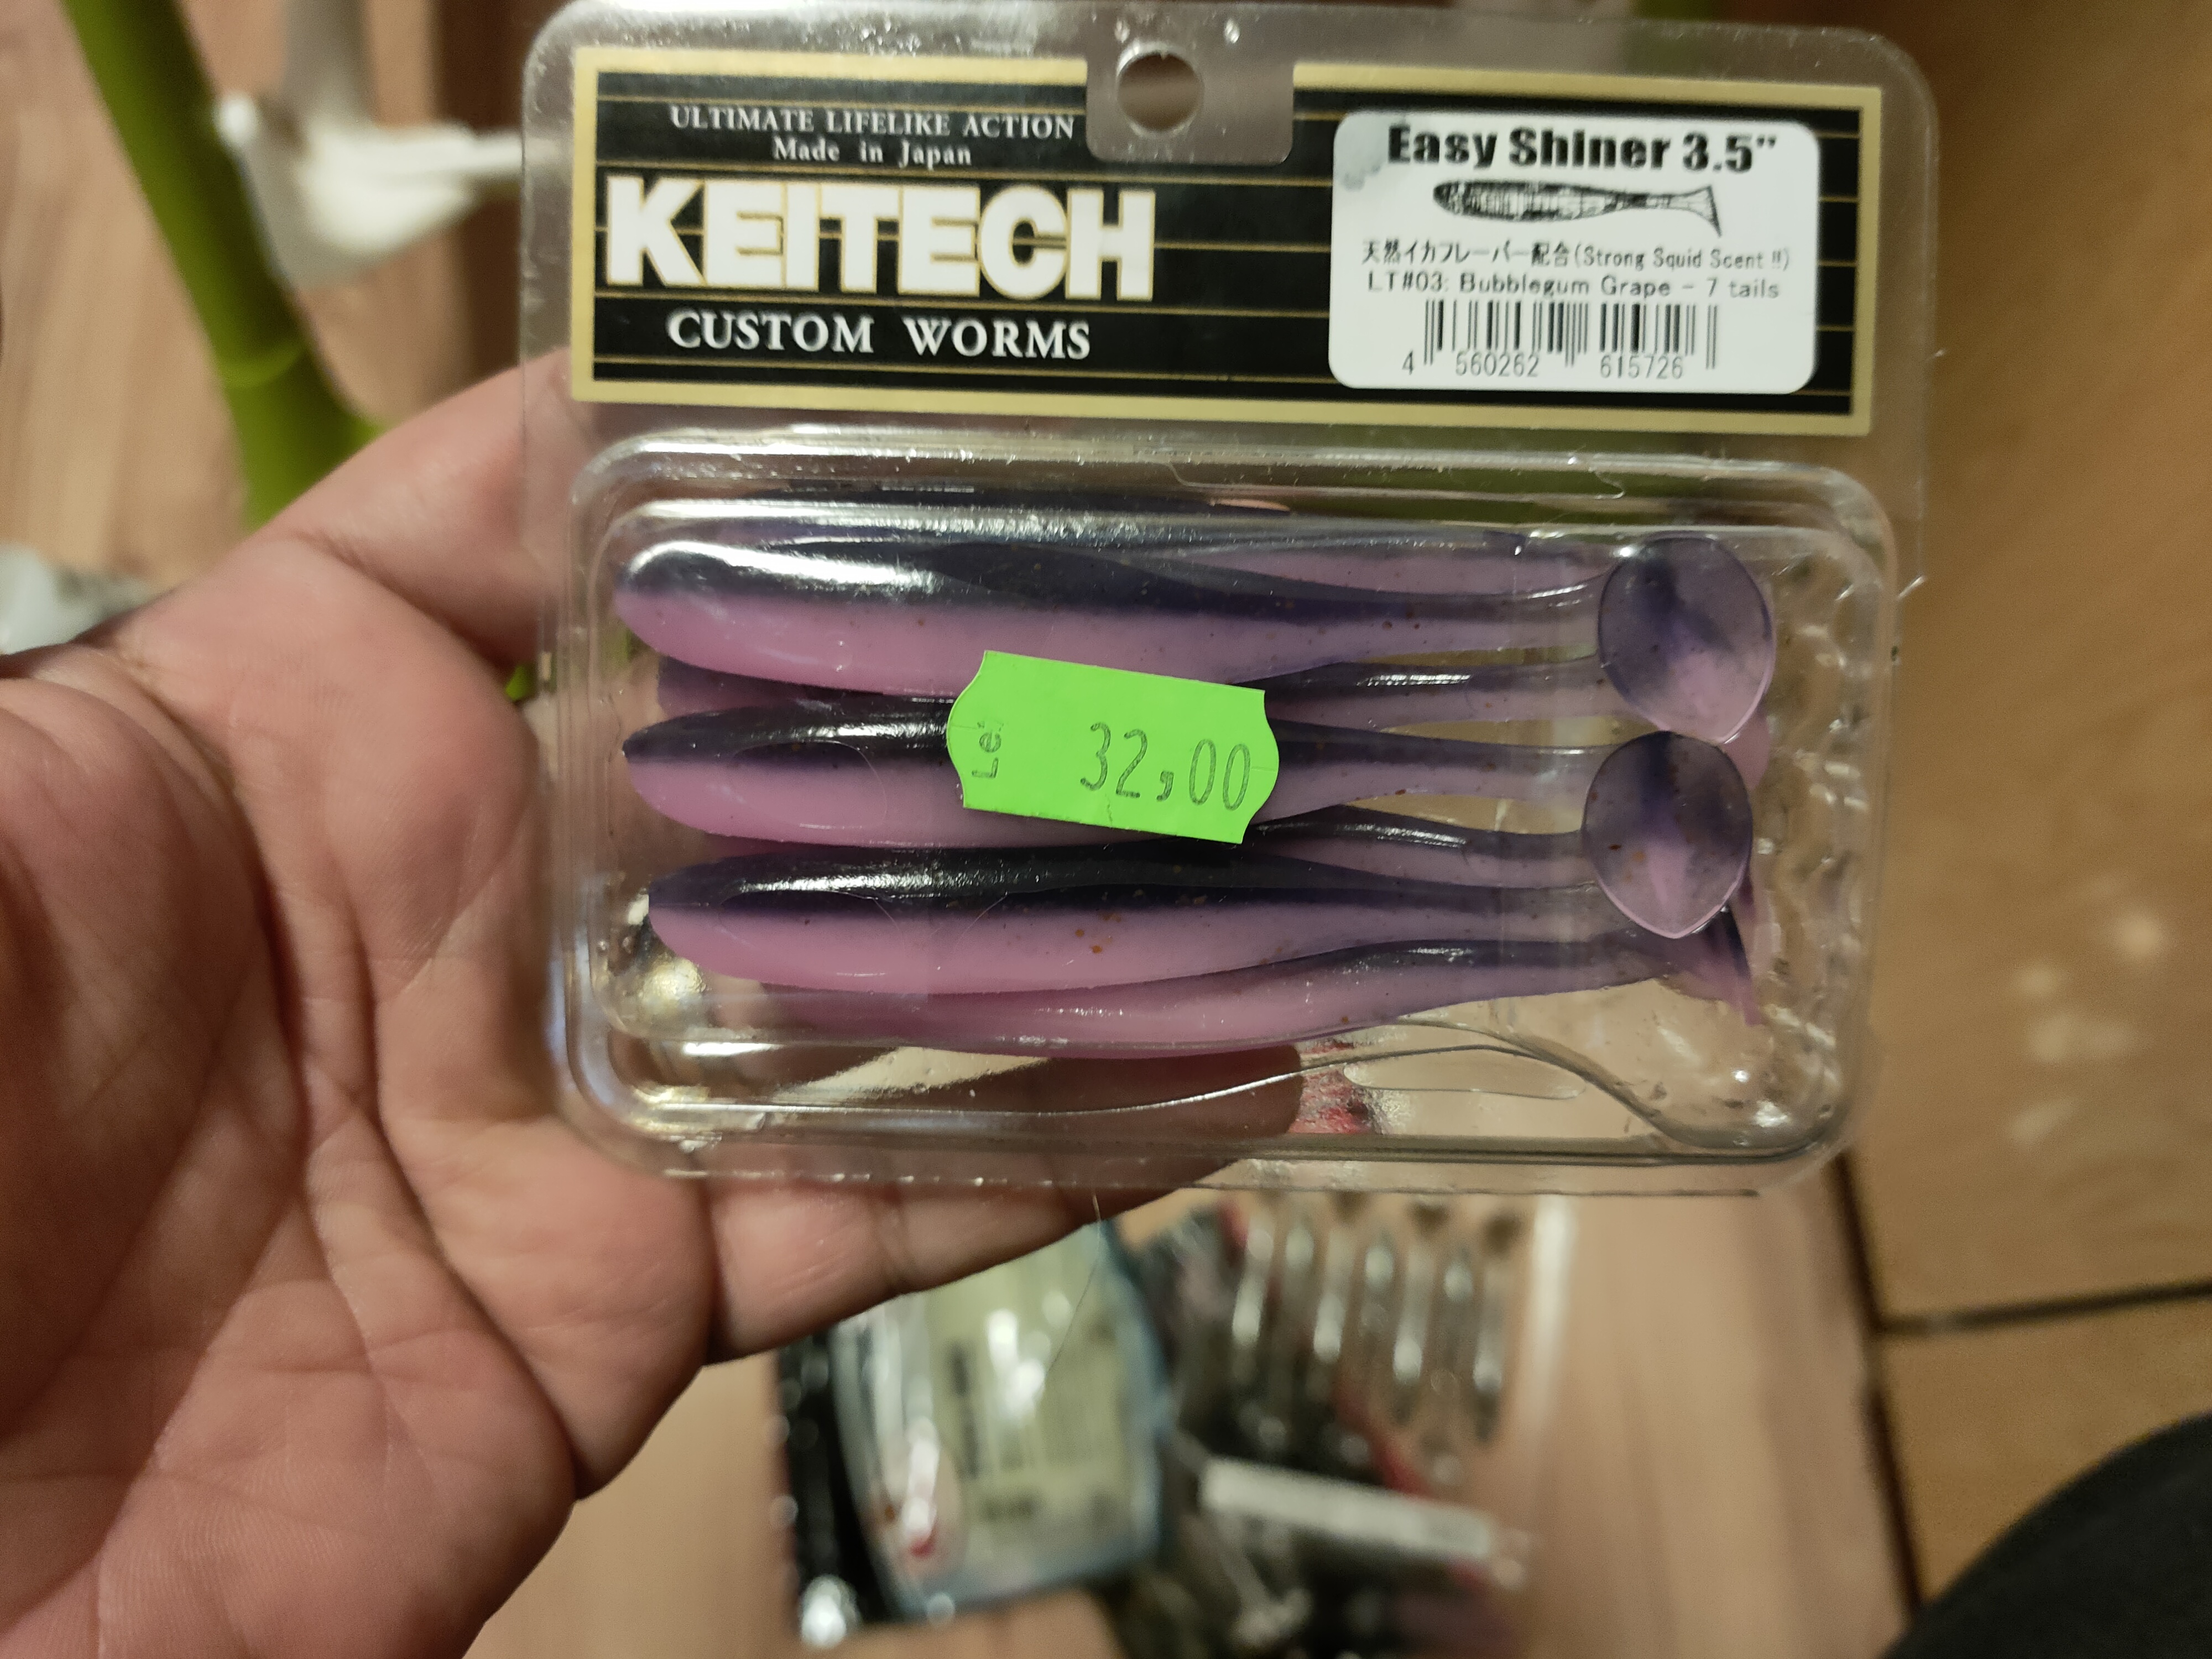 ULTIMATE LIFELIKE ACTION
Made in Japan
KEITECH
CUSTOM WORMS
Easy Shiner 3.5"
天然イカフレーバー配合(Strong Squid Scent !!)
LT#03: Bubblegum Grape - 7 tails
4 560262 615726
Lei 32,00